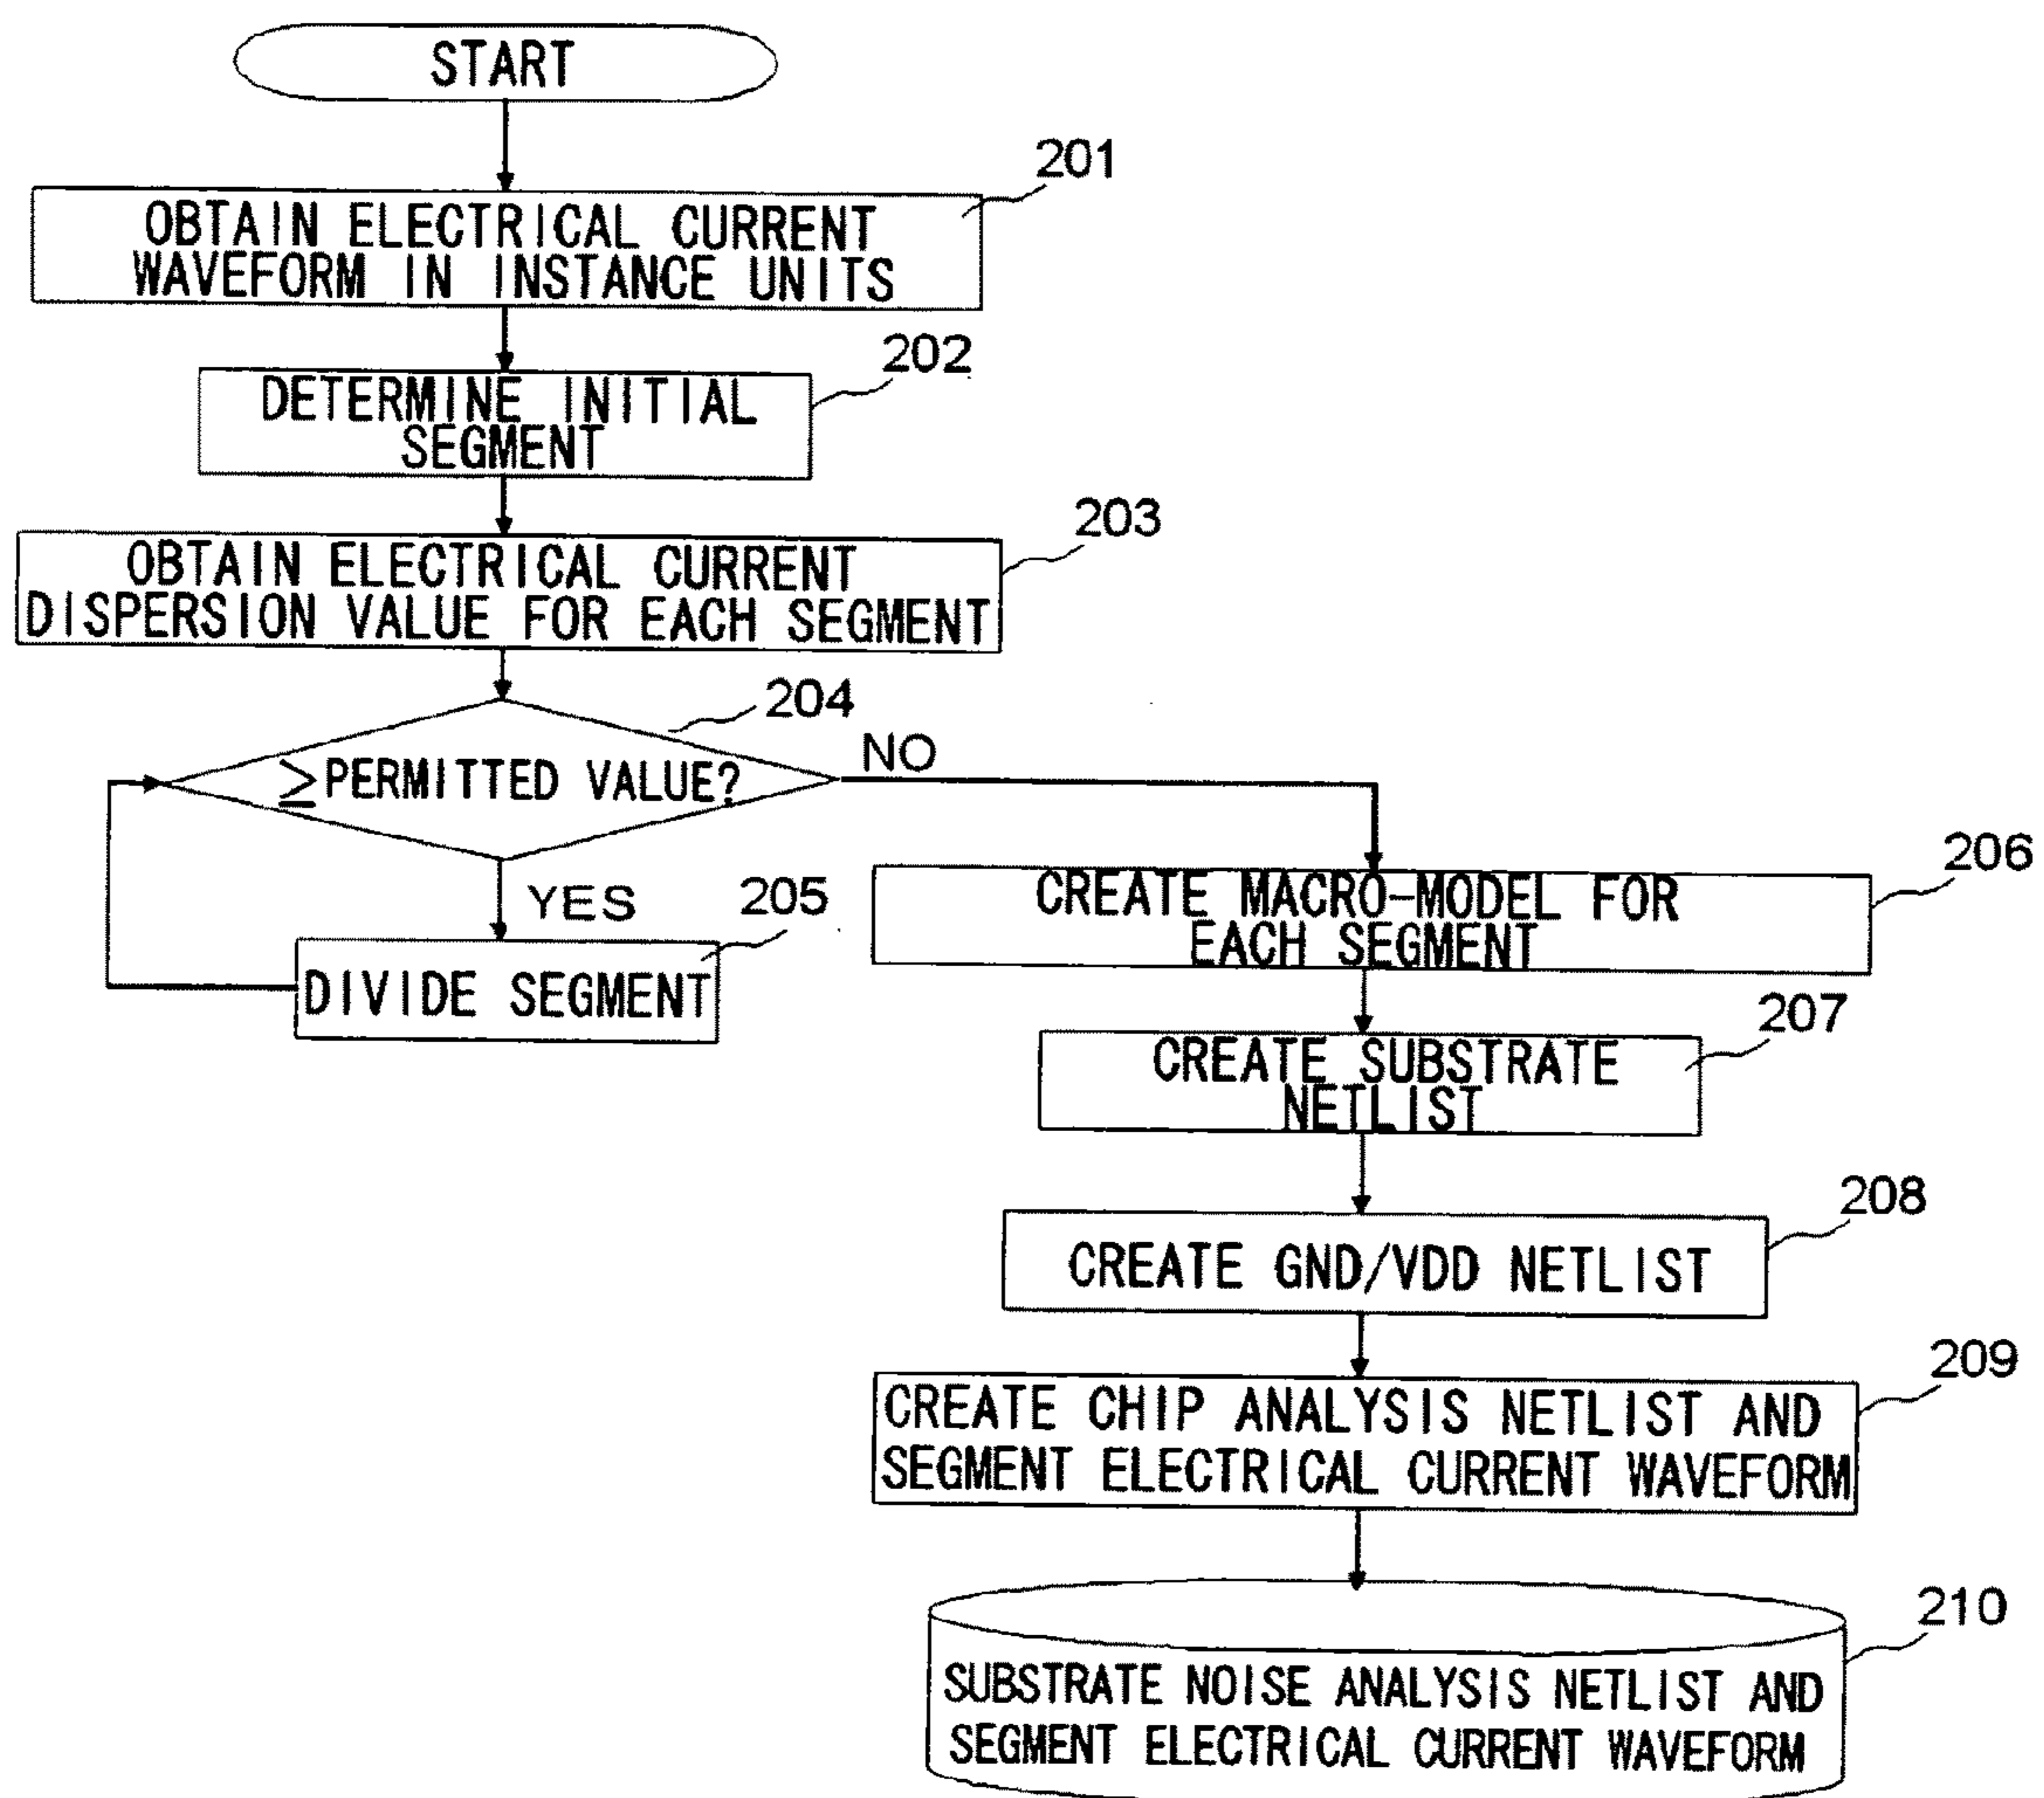 START
201
OBTAIN ELECTRICAL CURRENT
WAVEFORM IN INSTANCE UNITS
202
DETERMINE INITIAL
SEGMENT
203
OBTAIN ELECTRICAL CURRENT
DISPERSION VALUE FOR EACH SEGMENT
204
≥PERMITTED VALUE?
NO
YES
205
DIVIDE SEGMENT
206
CREATE MACRO-MODEL FOR
EACH SEGMENT
207
CREATE SUBSTRATE
NETLIST
208
CREATE GND/VDD NETLIST
209
CREATE CHIP ANALYSIS NETLIST AND
SEGMENT ELECTRICAL CURRENT WAVEFORM
210
SUBSTRATE NOISE ANALYSIS NETLIST AND
SEGMENT ELECTRICAL CURRENT WAVEFORM